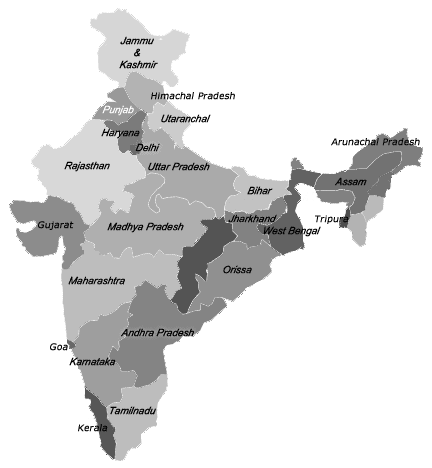 Jammu
&
Kashmir
Himachal Pradesh
Punjab
Utaranchal
Haryana
Arunachal Pradesh
Delhi
Rajasthan
Uttar Pradesh
Assam
Bihar
Gujarat
Madhya Pradesh
Jharkhand
Tripura
West Bengal
Orissa
Maharashtra
Andhra Pradesh
Goa
Karnataka
Tamilnadu
Kerala